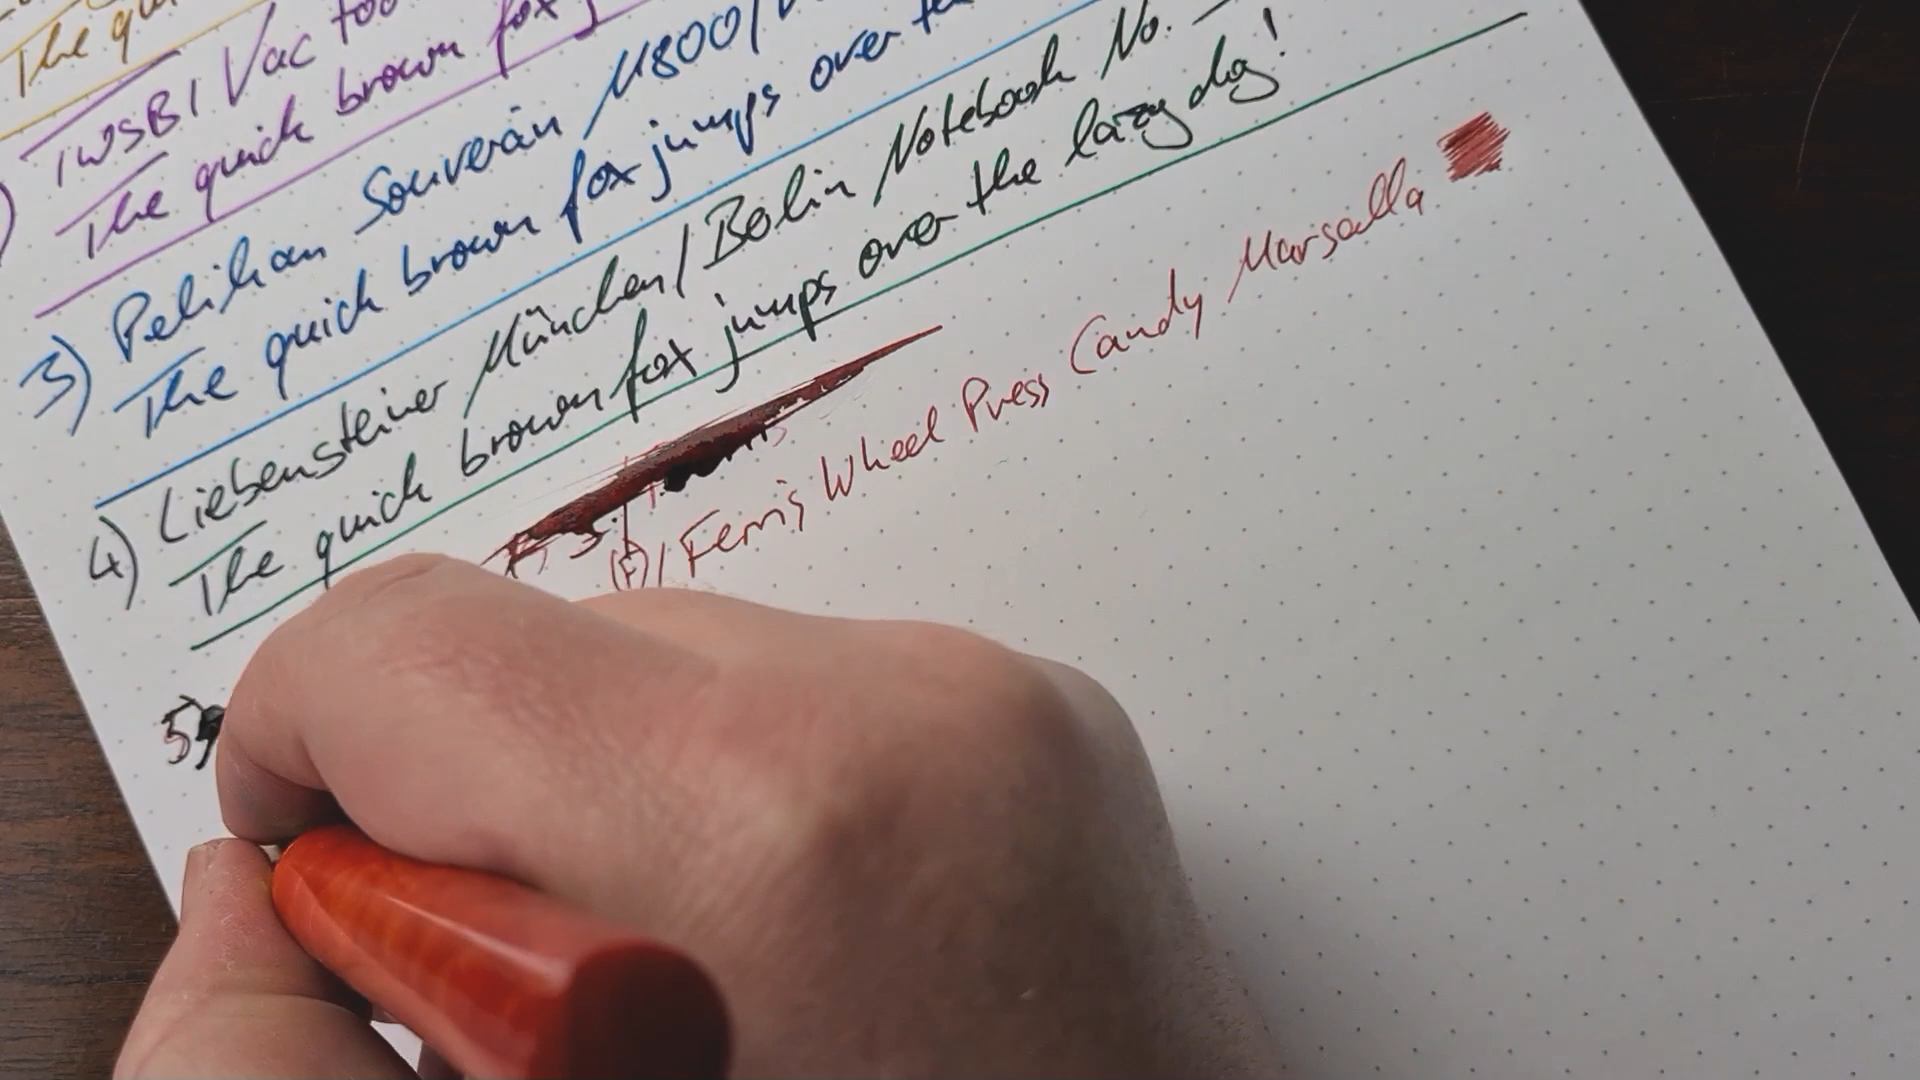 The
TWSBI Vac
The quick brown fox
3) Pelikan Souverän M800/
The quick brown fox jumps over
4) Liebensteiner München/Berlin Notebook No.
The quick brown fox jumps over the lazy dog!
5)
(F)/Ferris Wheel Press Candy Marsalla